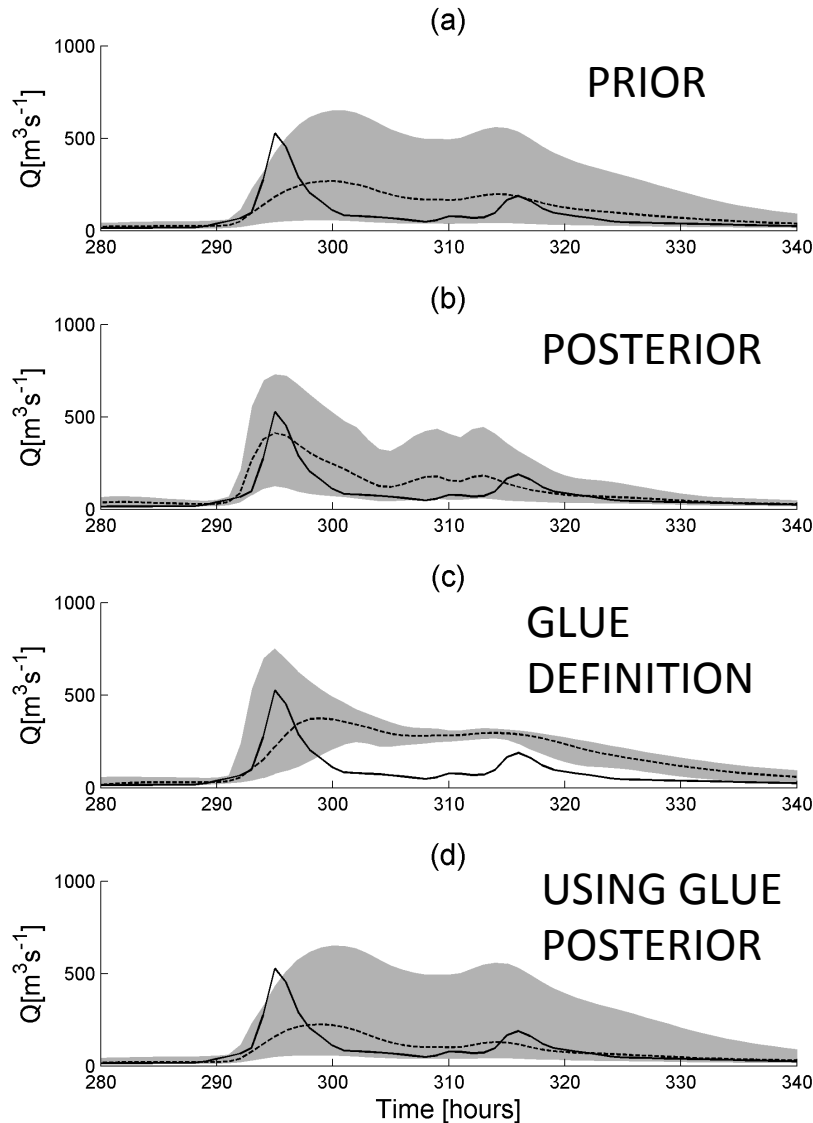 (a)
PRIOR
Q[m³s⁻¹]
1000
500
0
280 290 300 310 320 330 340
(b)
POSTERIOR
Q[m³s⁻¹]
1000
500
0
280 290 300 310 320 330 340
(c)
GLUE
DEFINITION
Q[m³s⁻¹]
1000
500
0
280 290 300 310 320 330 340
(d)
USING GLUE
POSTERIOR
Q[m³s⁻¹]
1000
500
0
280 290 300 310 320 330 340
Time [hours]